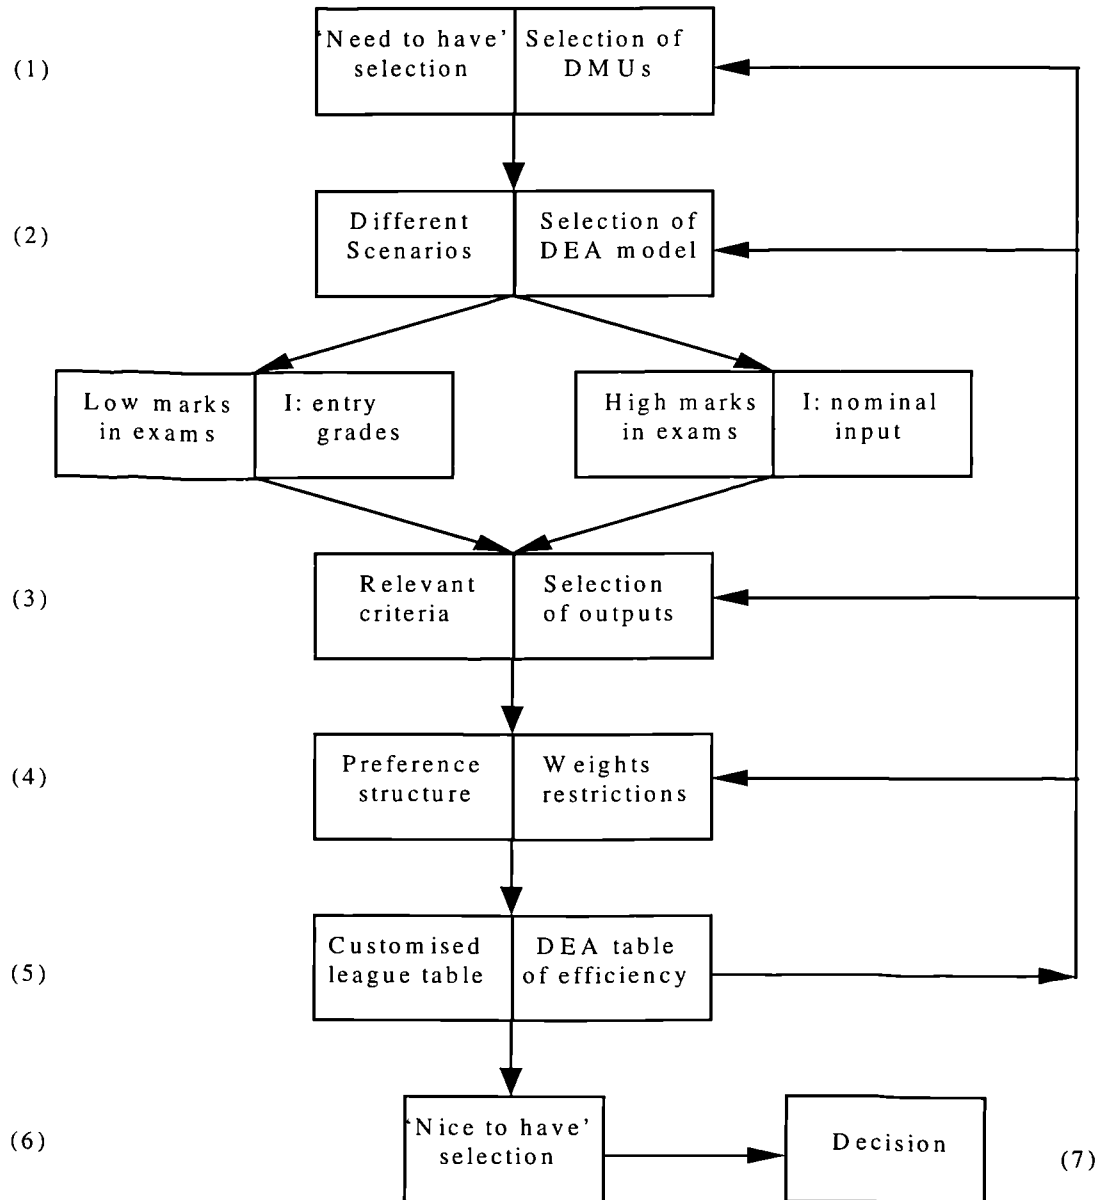 (1)
'Need to have'
selection
Selection of
DMUs
(2)
Different
Scenarios
Selection of
DEA model
Low marks
in exams
I: entry
grades
High marks
in exams
I: nominal
input
(3)
Relevant
criteria
Selection
of outputs
(4)
Preference
structure
Weights
restrictions
(5)
Customised
league table
DEA table
of efficiency
(6)
'Nice to have'
selection
Decision
(7)